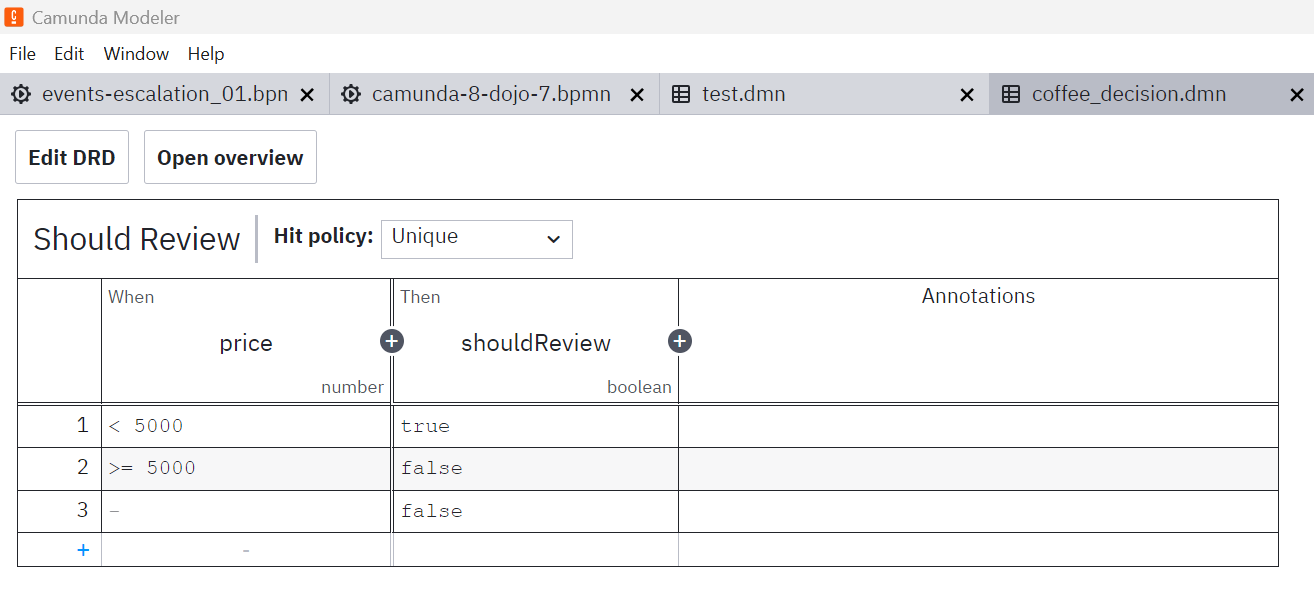 Camunda Modeler
File Edit Window Help
events-escalation_01.bpn camunda-8-dojo-7.bpmn test.dmn coffee_decision.dmn
Edit DRD Open overview
Should Review Hit policy: Unique
When Then Annotations
price shouldReview
number boolean
1 < 5000 true
2 >= 5000 false
3 - false
+ -